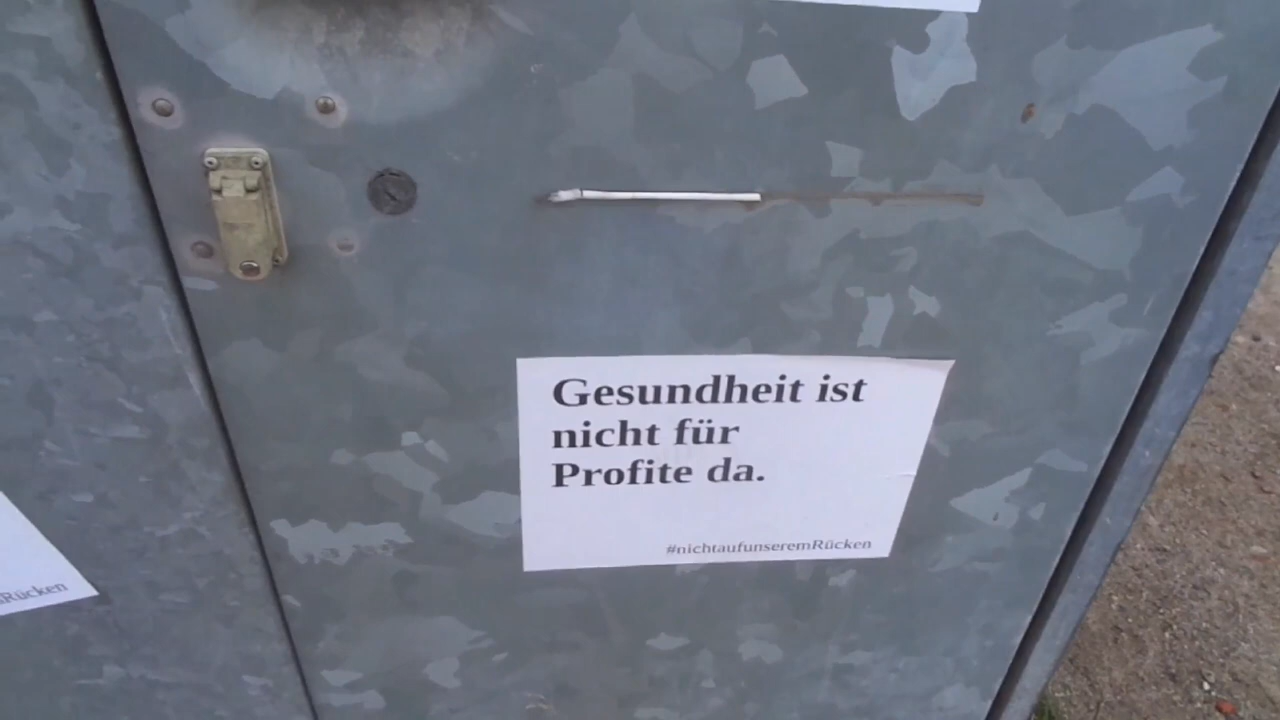 Gesundheit ist
nicht für
Profite da.
#nichtaufunseremRücken
Rücken